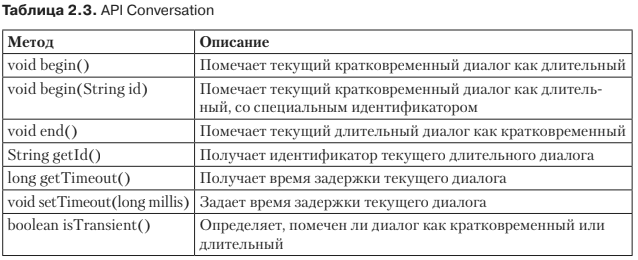 Таблица 2.3. API Conversation
Метод Описание
void begin() Помечает текущий кратковременный диалог как длительный
void begin(String id) Помечает текущий кратковременный диалог как длитель-
ный, со специальным идентификатором
void end() Помечает текущий длительный диалог как кратковременный
String getId() Получает идентификатор текущего длительного диалога
long getTimeout() Получает время задержки текущего диалога
void setTimeout(long millis) Задает время задержки текущего диалога
boolean isTransient() Определяет, помечен ли диалог как кратковременный или
длительный